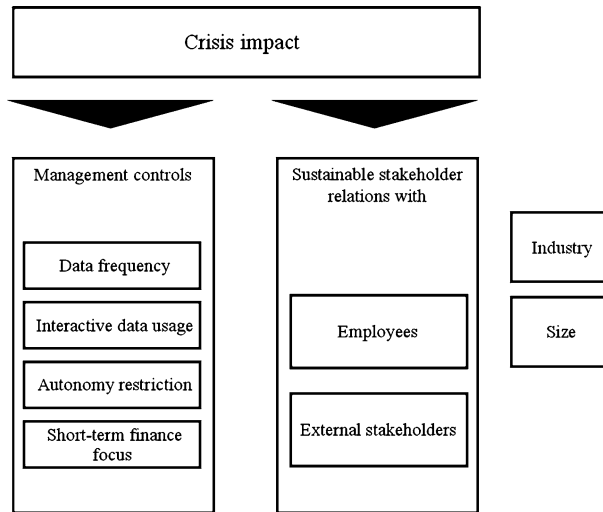 Crisis impact
Management controls
Data frequency
Interactive data usage
Autonomy restriction
Short-term finance
focus
Sustainable stakeholder
relations with
Employees
External stakeholders
Industry
Size